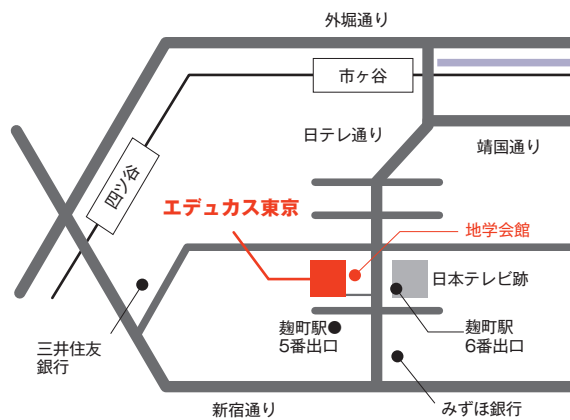 外堀通り
市ヶ谷
日テレ通り
靖国通り
四ツ谷
エデュカス東京
地学会館
日本テレビ跡
三井住友
銀行
麹町駅
5番出口
麹町駅
6番出口
新宿通り
みずほ銀行